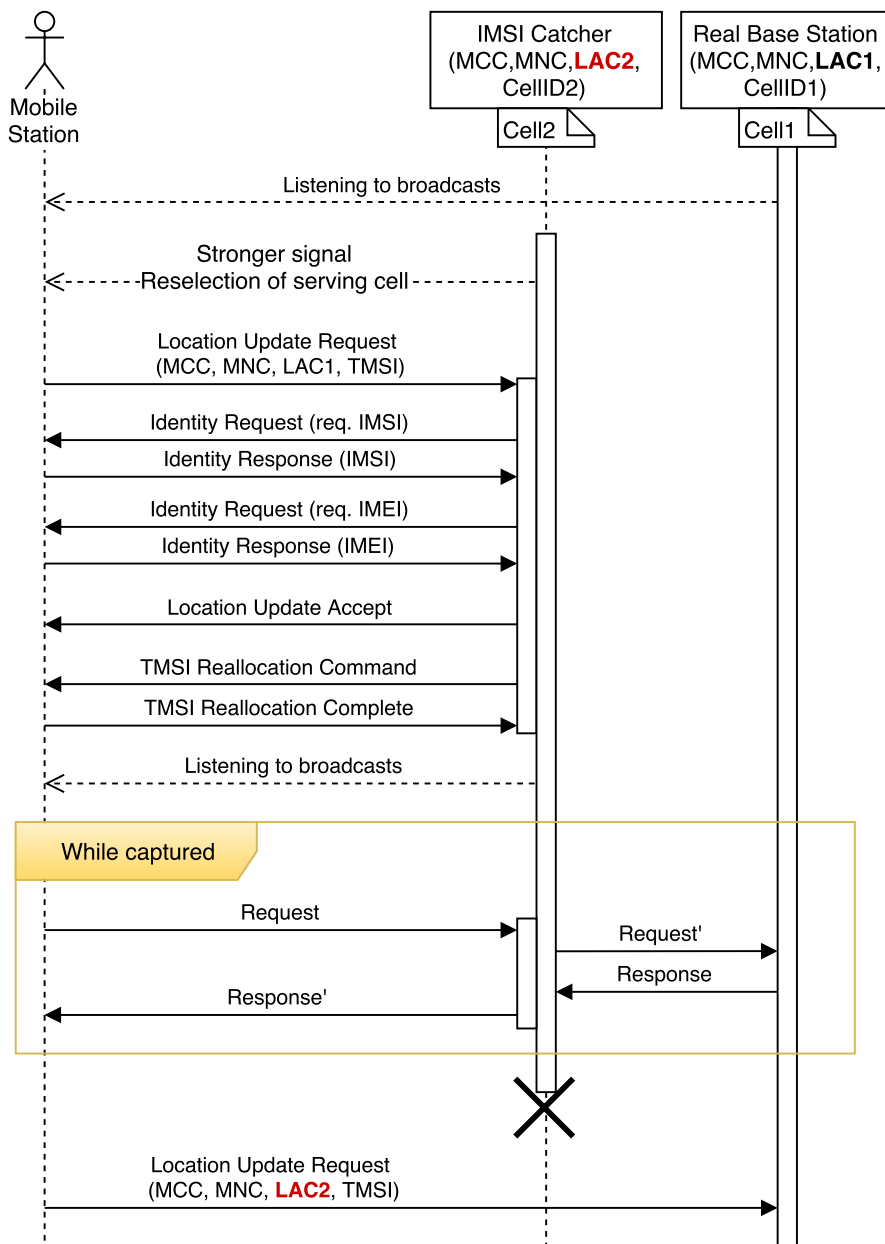 Mobile
Station
IMSI Catcher
(MCC,MNC,LAC2,
CellID2)
Cell2
Real Base Station
(MCC,MNC,LAC1,
CellID1)
Cell1
Listening to broadcasts
Stronger signal
Reselection of serving cell
Location Update Request
(MCC, MNC, LAC1, TMSI)
Identity Request (req. IMSI)
Identity Response (IMSI)
Identity Request (req. IMEI)
Identity Response (IMEI)
Location Update Accept
TMSI Reallocation Command
TMSI Reallocation Complete
Listening to broadcasts
While captured
Request
Request'
Response
Response'
Location Update Request
(MCC, MNC, LAC2, TMSI)